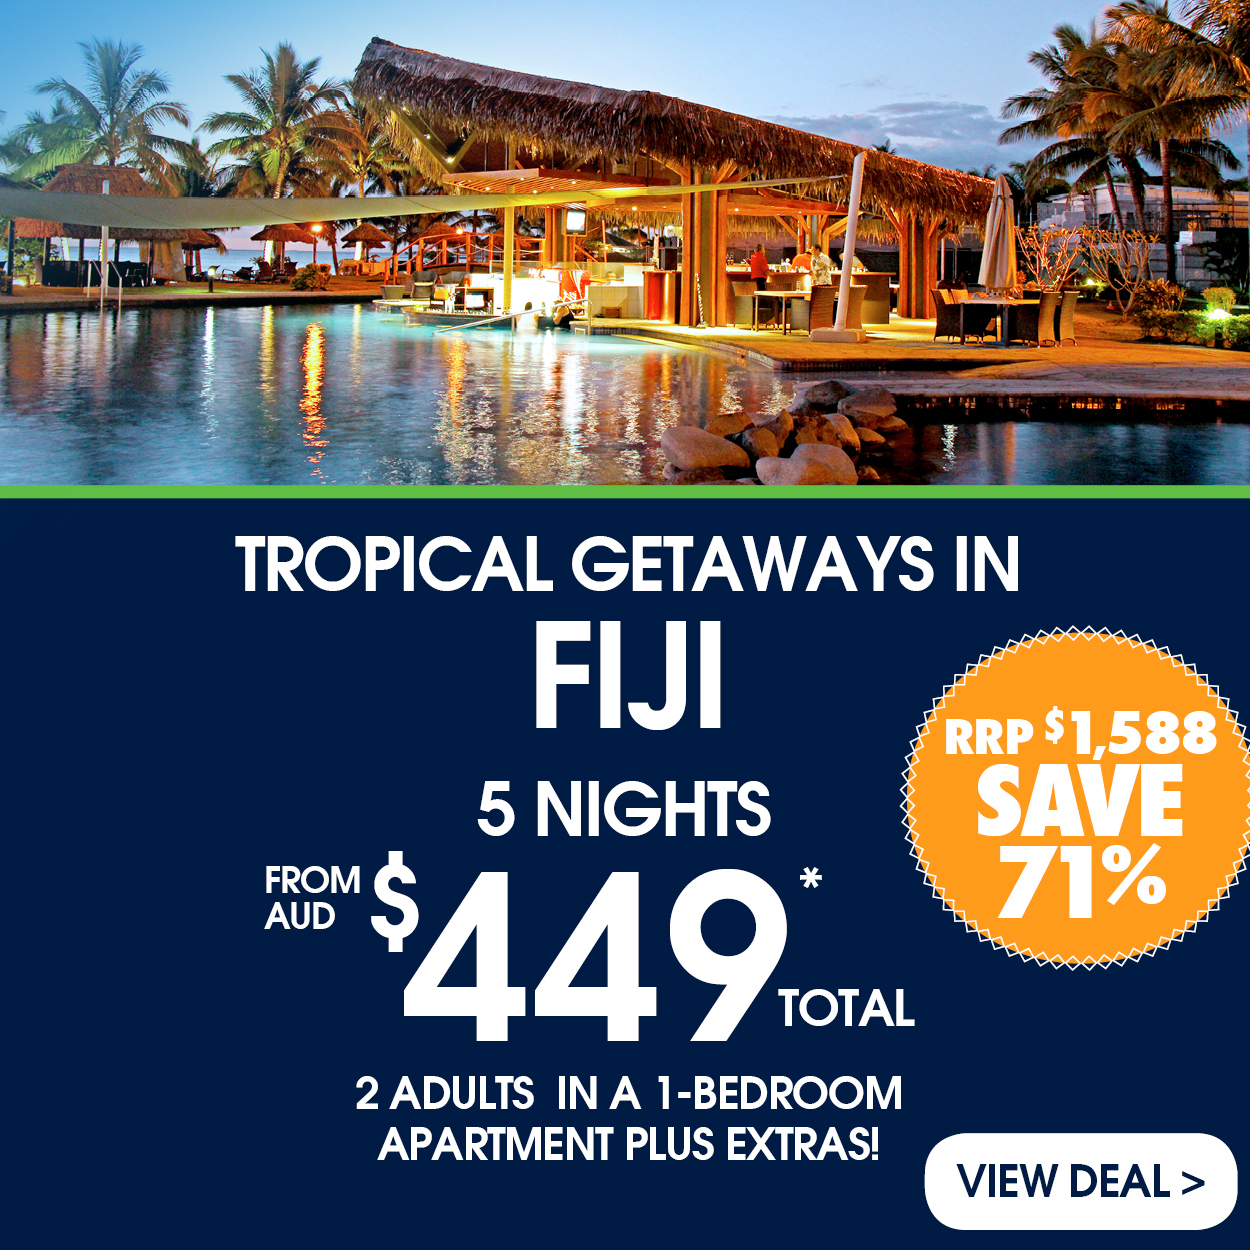 TROPICAL GETAWAYS IN
FIJI
5 NIGHTS
FROM
AUD
$449*
TOTAL
2 ADULTS IN A 1-BEDROOM
APARTMENT PLUS EXTRAS!
RRP $1,588
SAVE
71%
VIEW DEAL >